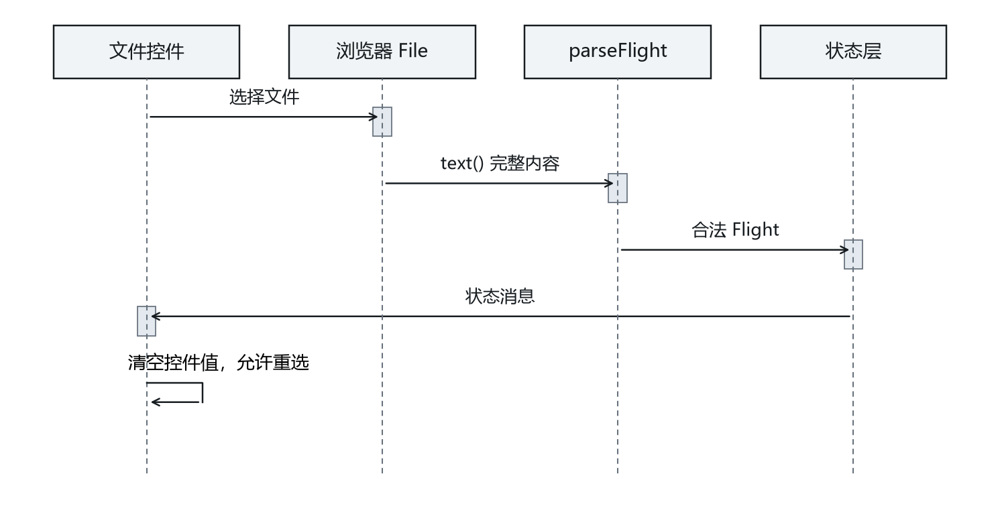 文件控件
浏览器 File
parseFlight
状态层
选择文件
text() 完整内容
合法 Flight
状态消息
清空控件值，允许重选